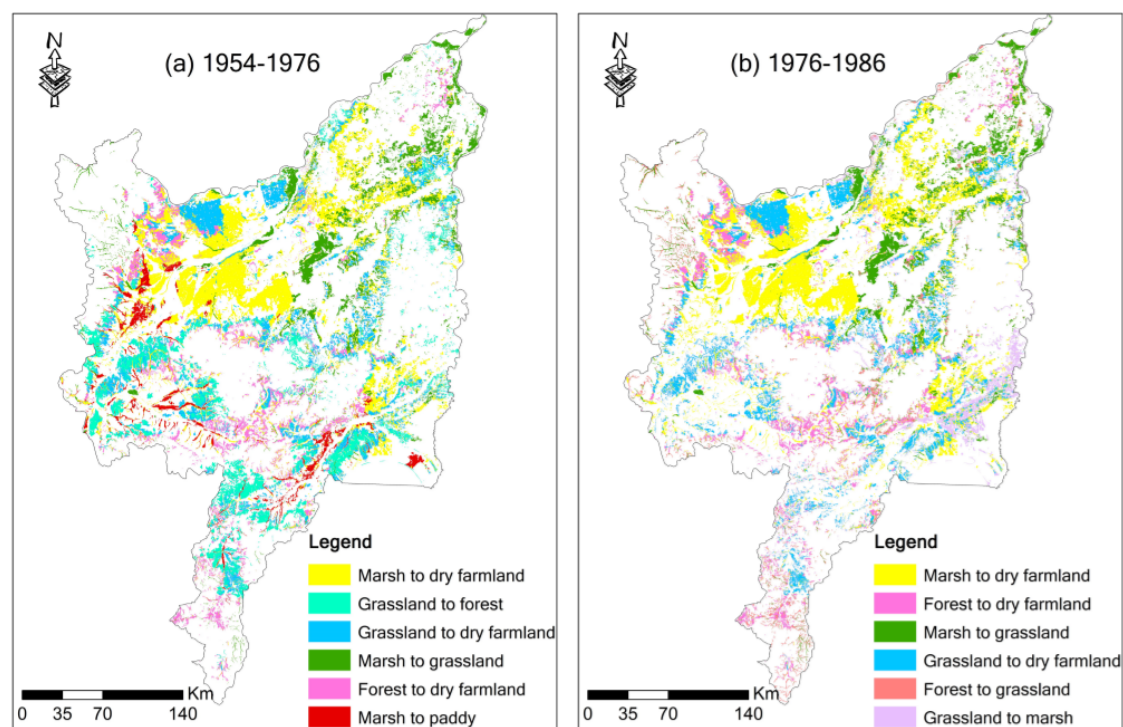 N
(a) 1954-1976
Legend
Marsh to dry farmland
Grassland to forest
Grassland to dry farmland
Marsh to grassland
Forest to dry farmland
Marsh to paddy
Km
0 35 70 140
N
(b) 1976-1986
Legend
Marsh to dry farmland
Forest to dry farmland
Marsh to grassland
Grassland to dry farmland
Forest to grassland
Grassland to marsh
Km
0 35 70 140